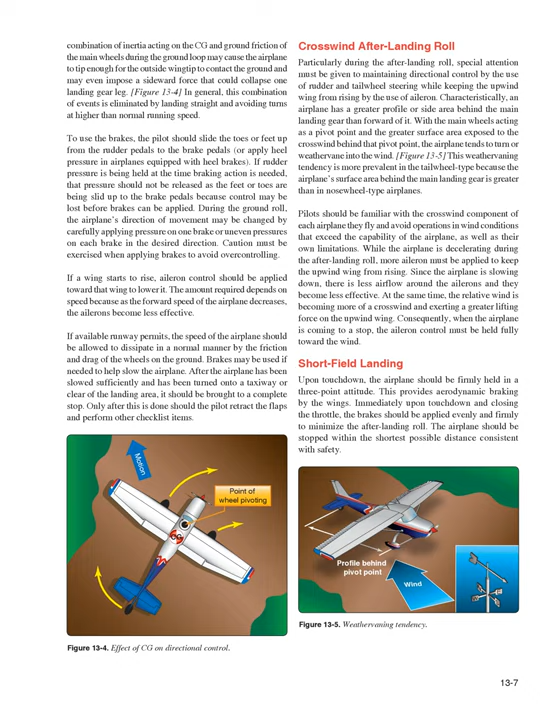 combination of inertia acting on the CG and ground friction of
the main wheels during the ground loop may cause the airplane
to tip enough for the outside wingtip to contact the ground and
may even impose a sideward force that could collapse one
landing gear leg. [Figure 13-4] In general, this combination
of events is eliminated by landing straight and avoiding turns
at higher than normal running speed.
To use the brakes, the pilot should slide the toes or feet up
from the rudder pedals to the brake pedals (or apply heel
pressure in airplanes equipped with heel brakes). If rudder
pressure is being held at the time braking action is needed,
that pressure should not be released as the feet or toes are
being slid up to the brake pedals because control may be
lost before brakes can be applied. During the ground roll,
the airplane's direction of movement may be changed by
carefully applying pressure on one brake or uneven pressures
on each brake in the desired direction. Caution must be
exercised when applying brakes to avoid overcontrolling.
If a wing starts to rise, aileron control should be applied
toward that wing to lower it. The amount required depends on
speed because as the forward speed of the airplane decreases,
the ailerons become less effective.
If available runway permits, the speed of the airplane should
be allowed to dissipate in a normal manner by the friction
and drag of the wheels on the ground. Brakes may be used if
needed to help slow the airplane. After the airplane has been
slowed sufficiently and has been turned onto a taxiway or
clear of the landing area, it should be brought to a complete
stop. Only after this is done should the pilot retract the flaps
and perform other checklist items.
Motion
Point of
wheel pivoting
CG
Figure 13-4. Effect of CG on directional control.
Crosswind After-Landing Roll
Particularly during the after-landing roll, special attention
must be given to maintaining directional control by the use
of rudder and tailwheel steering while keeping the upwind
wing from rising by the use of aileron. Characteristically, an
airplane has a greater profile or side area behind the main
landing gear than forward of it. With the main wheels acting
as a pivot point and the greater surface area exposed to the
crosswind behind that pivot point, the airplane tends to turn or
weathervane into the wind. [Figure 13-5] This weathervaning
tendency is more prevalent in the tailwheel-type because the
airplane's surface area behind the main landing gear is greater
than in nosewheel-type airplanes.
Pilots should be familiar with the crosswind component of
each airplane they fly and avoid operations in wind conditions
that exceed the capability of the airplane, as well as their
own limitations. While the airplane is decelerating during
the after-landing roll, more aileron must be applied to keep
the upwind wing from rising. Since the airplane is slowing
down, there is less airflow around the ailerons and they
become less effective. At the same time, the relative wind is
becoming more of a crosswind and exerting a greater lifting
force on the upwind wing. Consequently, when the airplane
is coming to a stop, the aileron control must be held fully
toward the wind.
Short-Field Landing
Upon touchdown, the airplane should be firmly held in a
three-point attitude. This provides aerodynamic braking
by the wings. Immediately upon touchdown and closing
the throttle, the brakes should be applied evenly and firmly
to minimize the after-landing roll. The airplane should be
stopped within the shortest possible distance consistent
with safety.
Profile behind
pivot point
Wind
Figure 13-5. Weathervaning tendency.
13-7